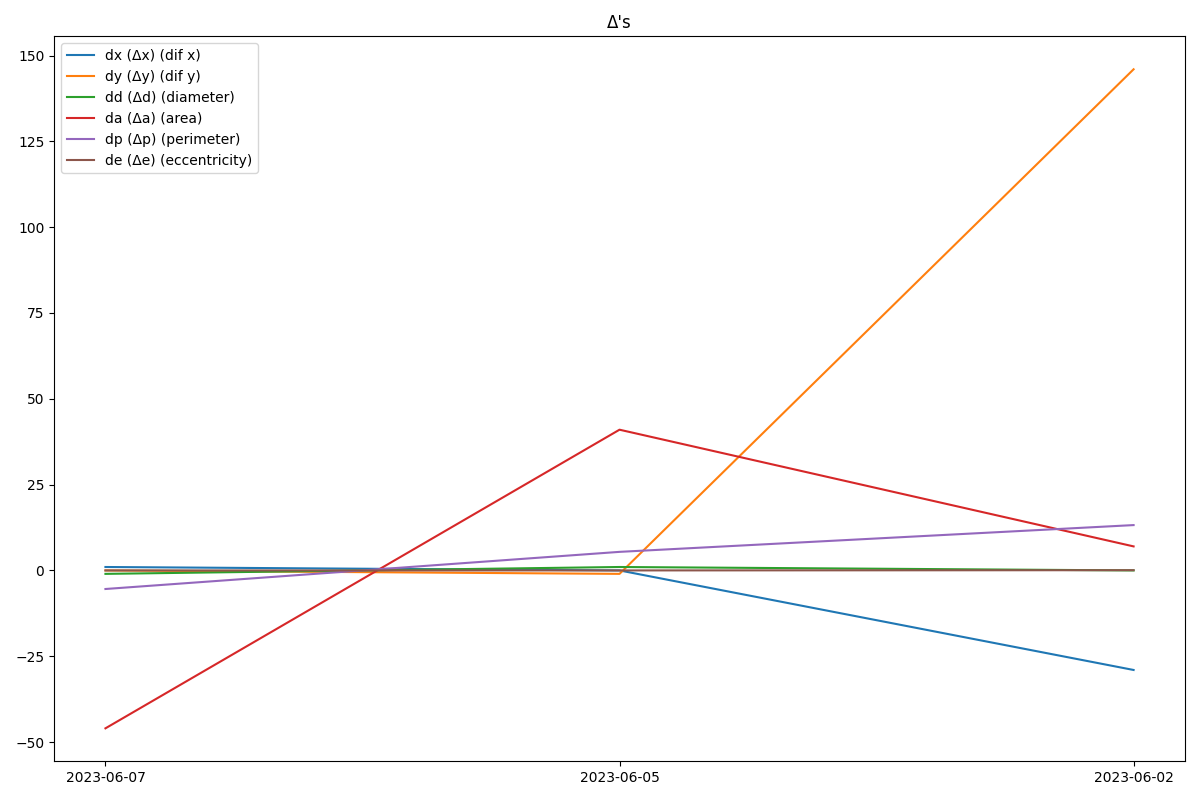 Δ's
dx (Δx) (dif x)
dy (Δy) (dif y)
dd (Δd) (diameter)
da (Δa) (area)
dp (Δp) (perimeter)
de (Δe) (eccentricity)
150
125
100
75
50
25
0
−25
−50
2023-06-07 2023-06-05 2023-06-02